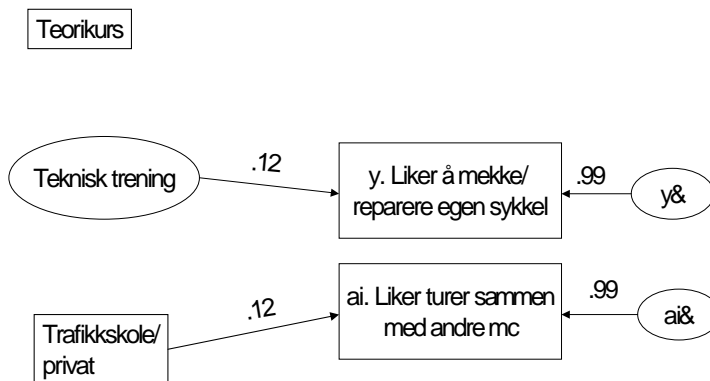 Teorikurs
Teknisk trening
.12
y. Liker å mekke/
reparere egen sykkel
.99
y&
Trafikkskole/
privat
.12
ai. Liker turer sammen
med andre mc
.99
ai&